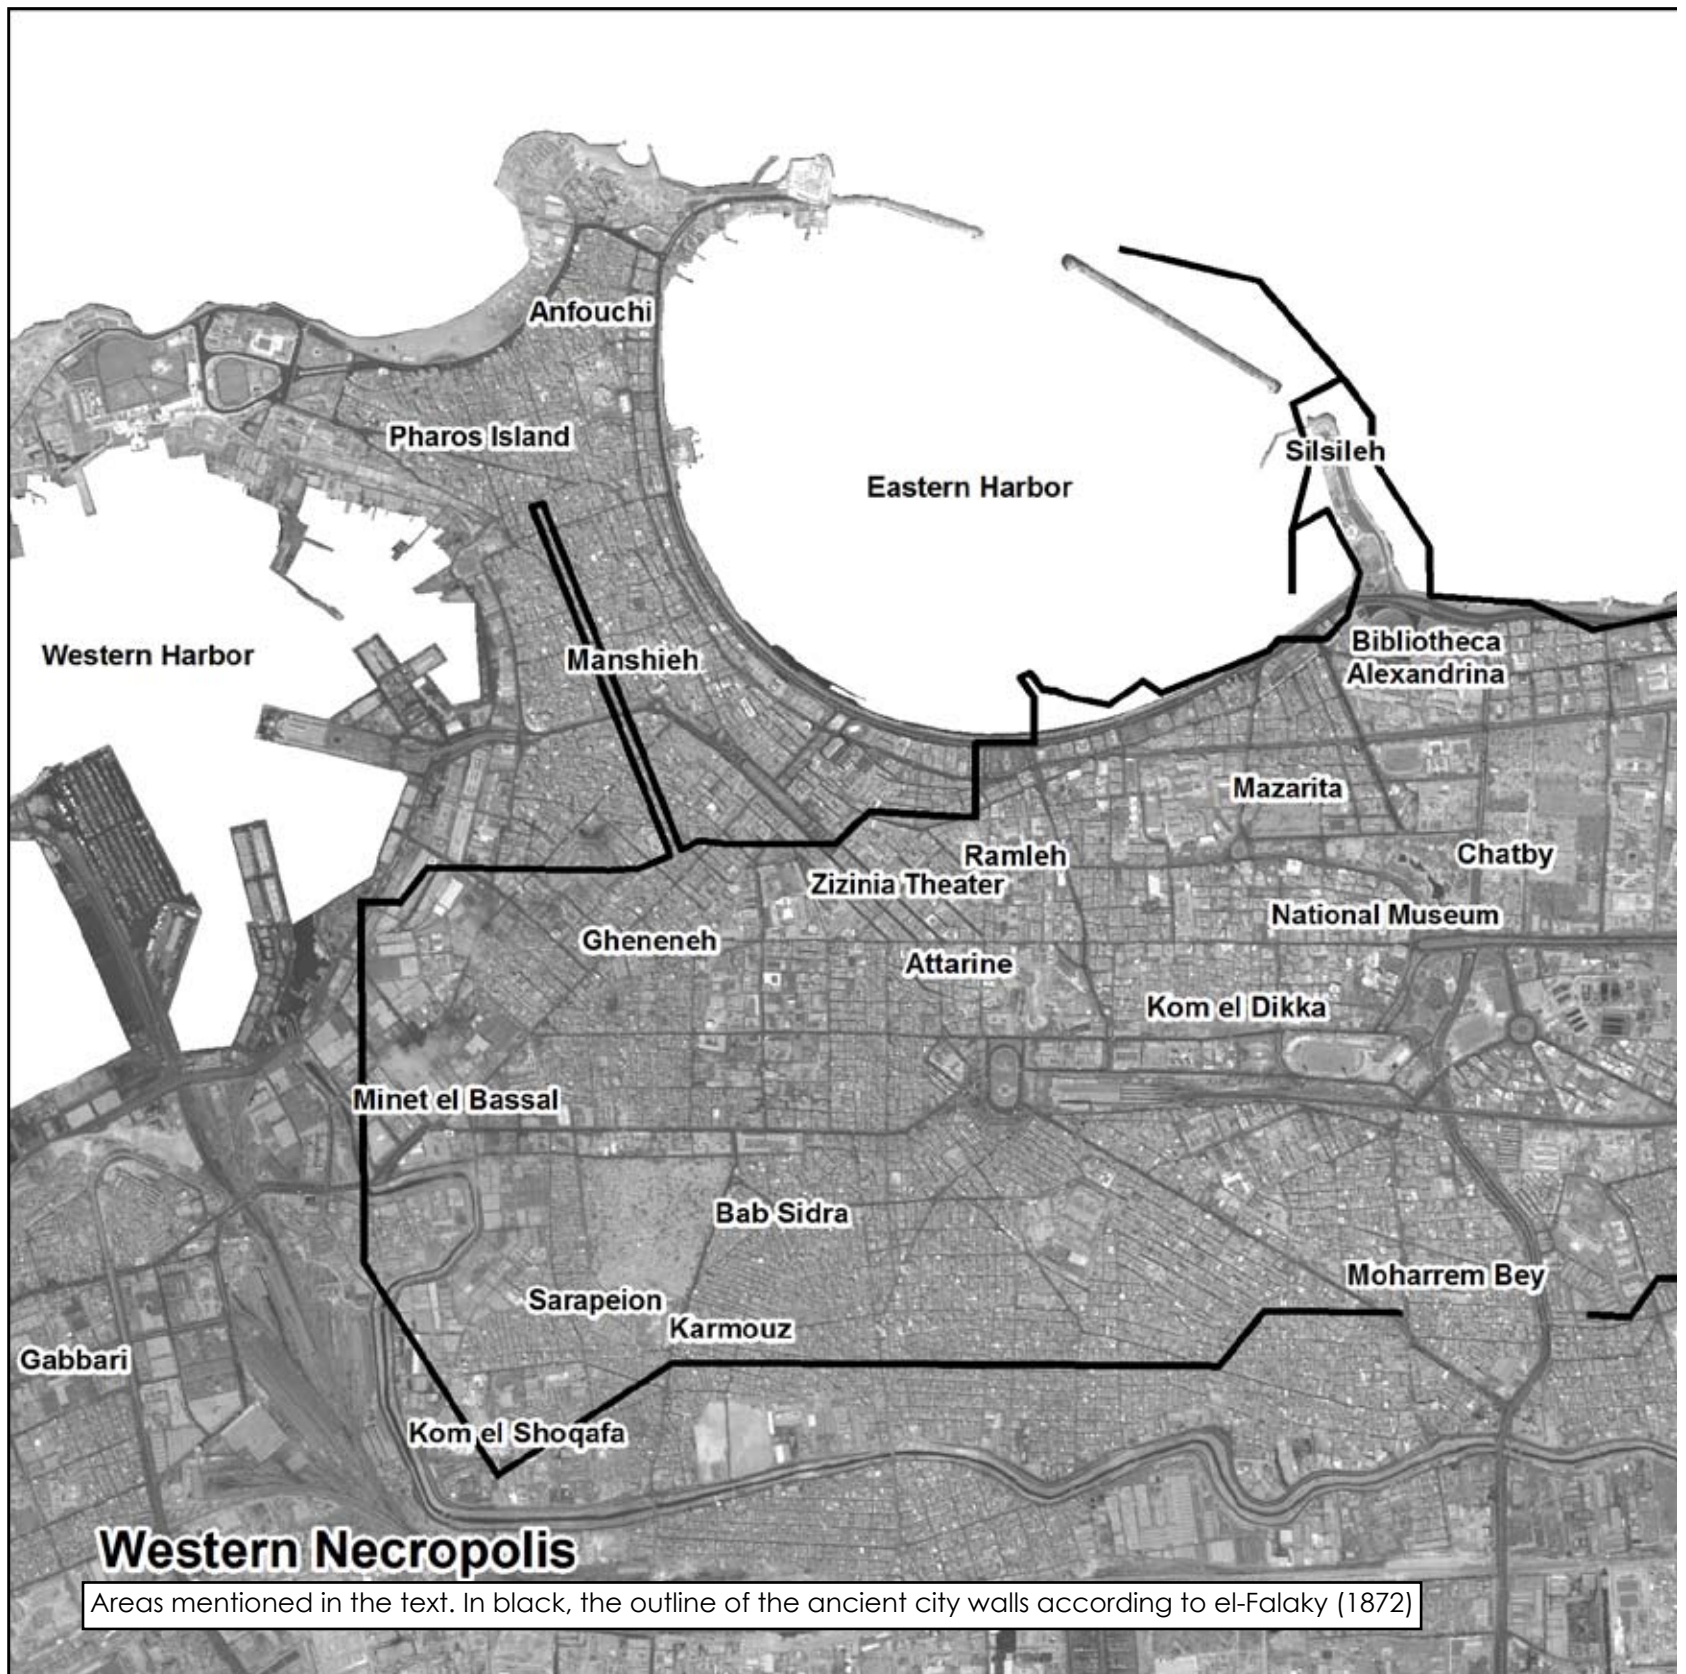 Anfouchi
Pharos Island
Silsileh
Eastern Harbor
Western Harbor
Manshieh
Bibliotheca
Alexandrina
Mazarita
Ramleh
Chatby
Zizinia Theater
National Museum
Gheneneh
Attarine
Kom el Dikka
Minet el Bassal
Bab Sidra
Moharrem Bey
Sarapeion
Karmouz
Gabbari
Kom el Shoqafa
Western Necropolis
Areas mentioned in the text. In black, the outline of the ancient city walls according to el-Falaky (1872)